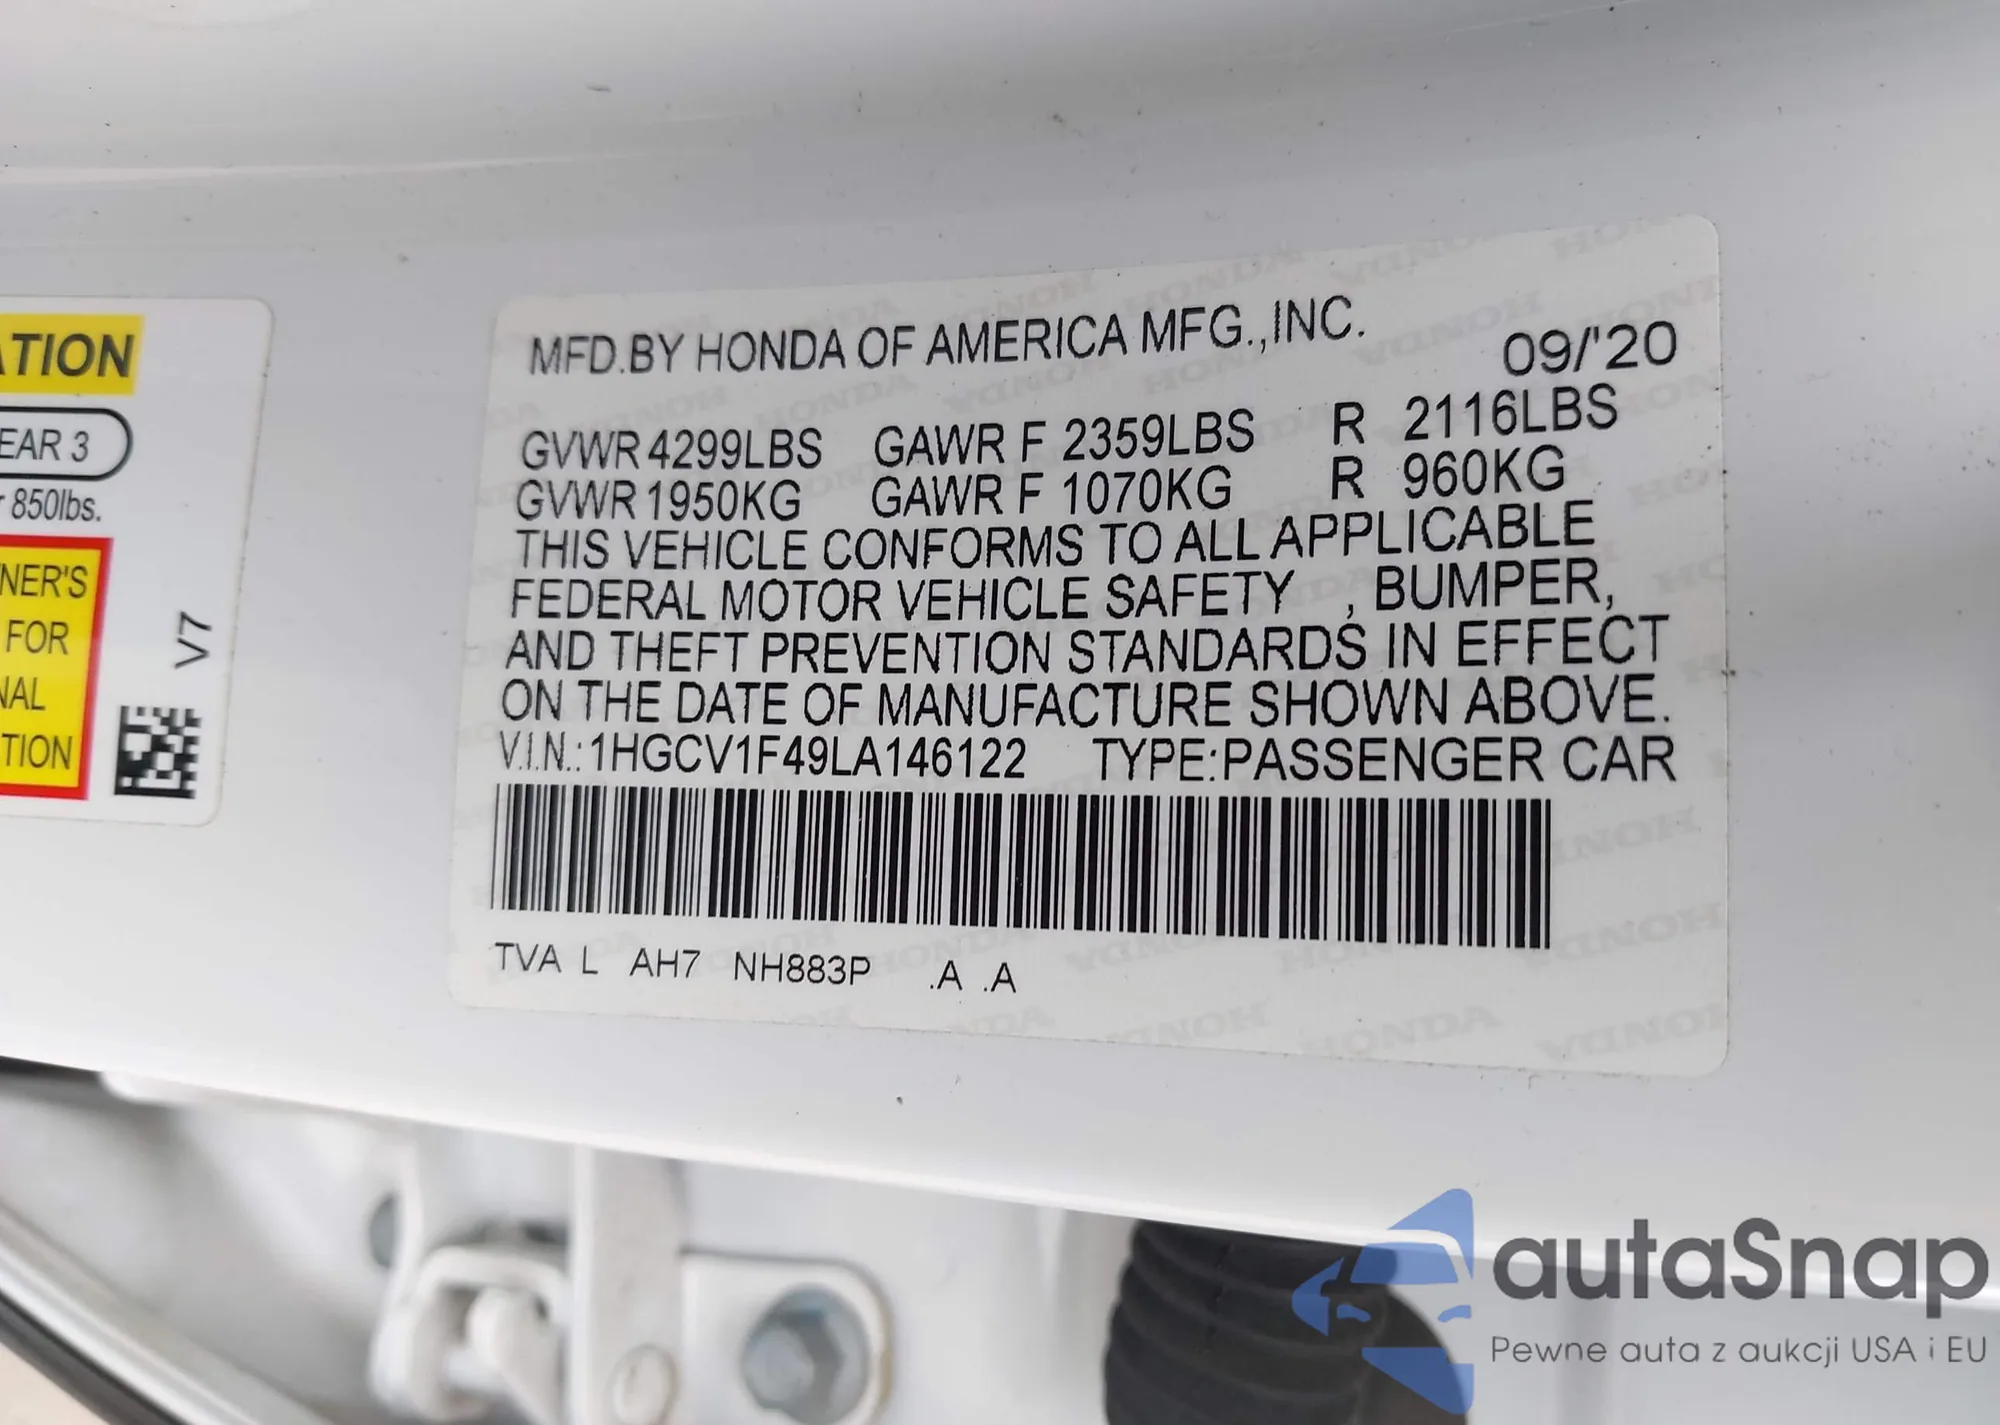 ATION
EAR 3
r 850lbs.
NER'S
FOR
NAL
TION
V7
MFD.BY HONDA OF AMERICA MFG.,INC.
09/'20
GVWR 4299LBS GAWR F 2359LBS R 2116LBS
GVWR 1950KG GAWR F 1070KG R 960KG
THIS VEHICLE CONFORMS TO ALL APPLICABLE
FEDERAL MOTOR VEHICLE SAFETY , BUMPER,
AND THEFT PREVENTION STANDARDS IN EFFECT
ON THE DATE OF MANUFACTURE SHOWN ABOVE.
V.I.N.: 1HGCV1F49LA146122 TYPE:PASSENGER CAR
TVA L AH7 NH883P .A .A
autaSnap
Pewne auta z aukcji USA i EU